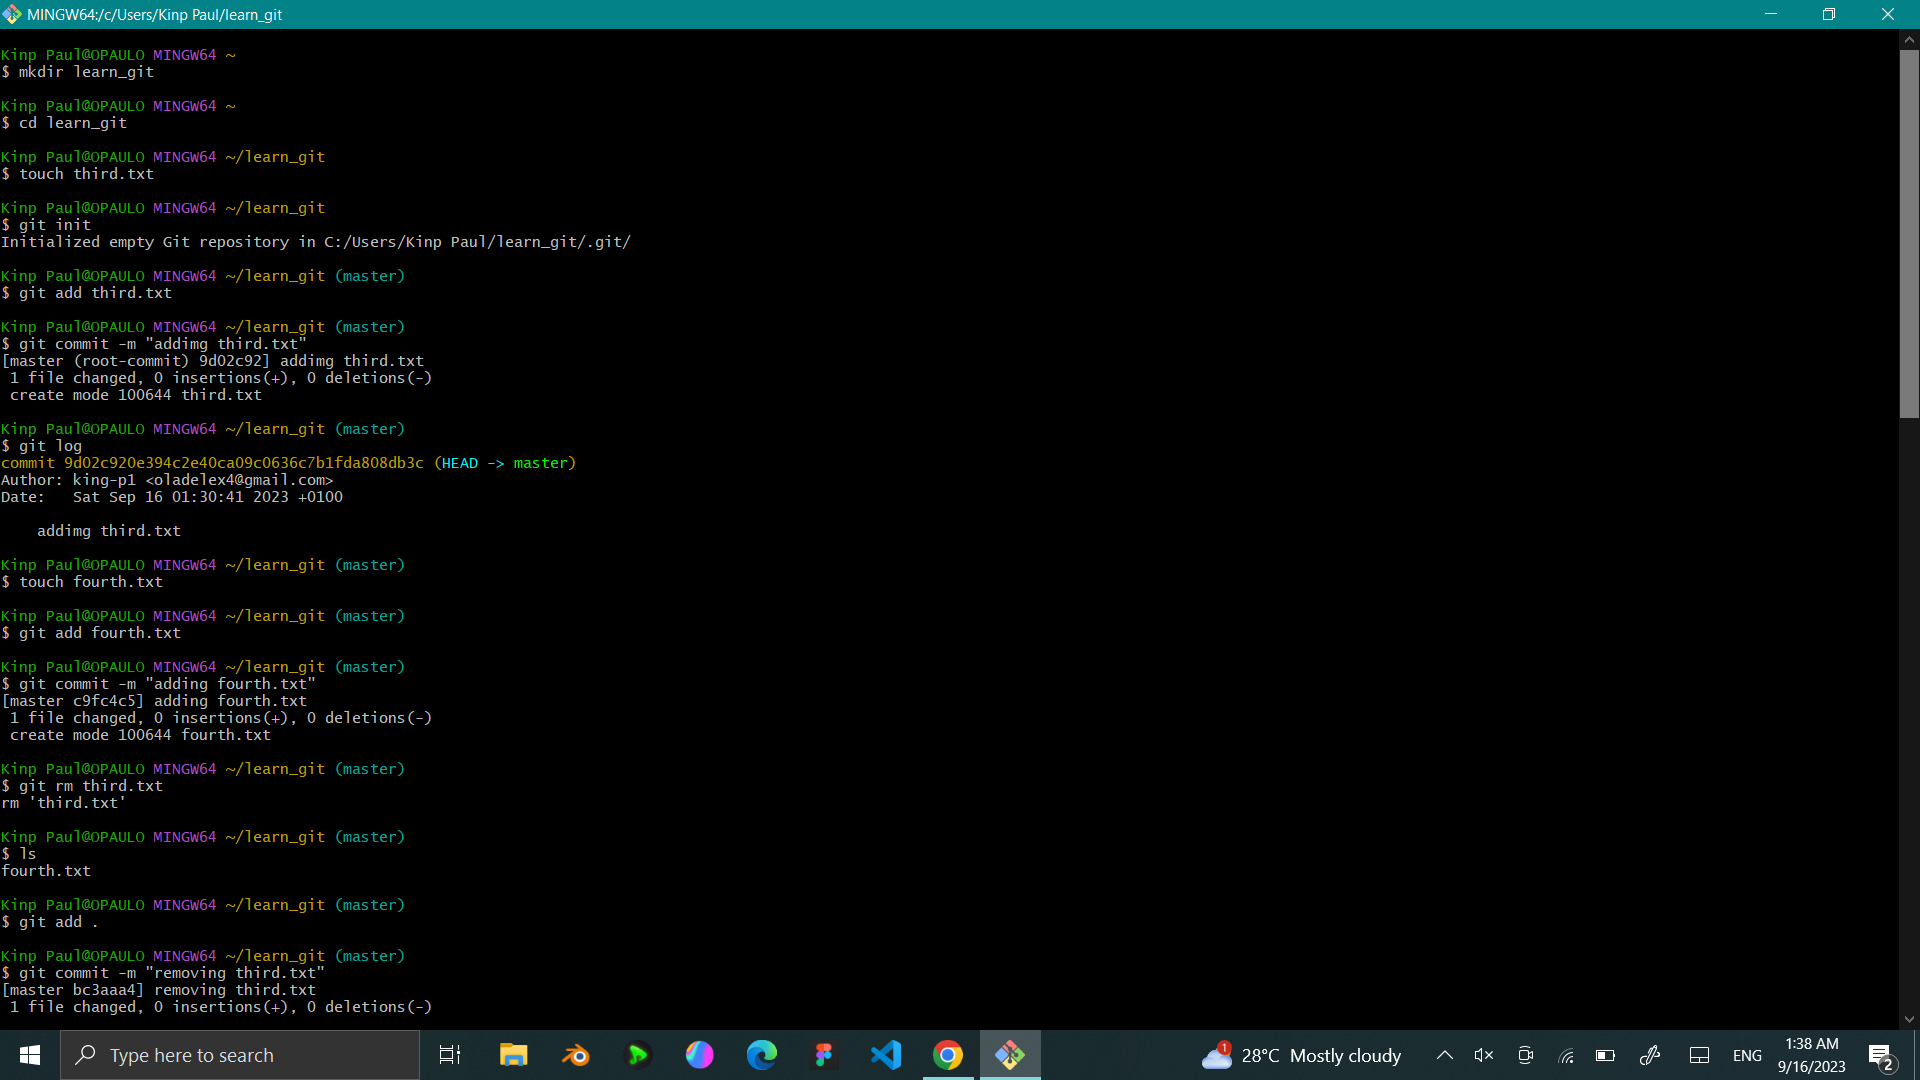 MINGW64:/c/Users/Kinp Paul/learn_git
Kinp Paul@OPAULO MINGW64 ~
$ mkdir learn_git
Kinp Paul@OPAULO MINGW64 ~
$ cd learn_git
Kinp Paul@OPAULO MINGW64 ~/learn_git
$ touch third.txt
Kinp Paul@OPAULO MINGW64 ~/learn_git
$ git init
Initialized empty Git repository in C:/Users/Kinp Paul/learn_git/.git/
Kinp Paul@OPAULO MINGW64 ~/learn_git (master)
$ git add third.txt
Kinp Paul@OPAULO MINGW64 ~/learn_git (master)
$ git commit -m "addimg third.txt"
[master (root-commit) 9d02c92] addimg third.txt
 1 file changed, 0 insertions(+), 0 deletions(-)
 create mode 100644 third.txt
Kinp Paul@OPAULO MINGW64 ~/learn_git (master)
$ git log
commit 9d02c920e394c2e40ca09c0636c7b1fda808db3c (HEAD -> master)
Author: king-p1 <oladelex4@gmail.com>
Date:   Sat Sep 16 01:30:41 2023 +0100
    addimg third.txt
Kinp Paul@OPAULO MINGW64 ~/learn_git (master)
$ touch fourth.txt
Kinp Paul@OPAULO MINGW64 ~/learn_git (master)
$ git add fourth.txt
Kinp Paul@OPAULO MINGW64 ~/learn_git (master)
$ git commit -m "adding fourth.txt"
[master c9fc4c5] adding fourth.txt
 1 file changed, 0 insertions(+), 0 deletions(-)
 create mode 100644 fourth.txt
Kinp Paul@OPAULO MINGW64 ~/learn_git (master)
$ git rm third.txt
rm 'third.txt'
Kinp Paul@OPAULO MINGW64 ~/learn_git (master)
$ ls
fourth.txt
Kinp Paul@OPAULO MINGW64 ~/learn_git (master)
$ git add .
Kinp Paul@OPAULO MINGW64 ~/learn_git (master)
$ git commit -m "removing third.txt"
[master bc3aaa4] removing third.txt
 1 file changed, 0 insertions(+), 0 deletions(-)
Type here to search
1
28°C Mostly cloudy
ENG
1:38 AM
9/16/2023
2